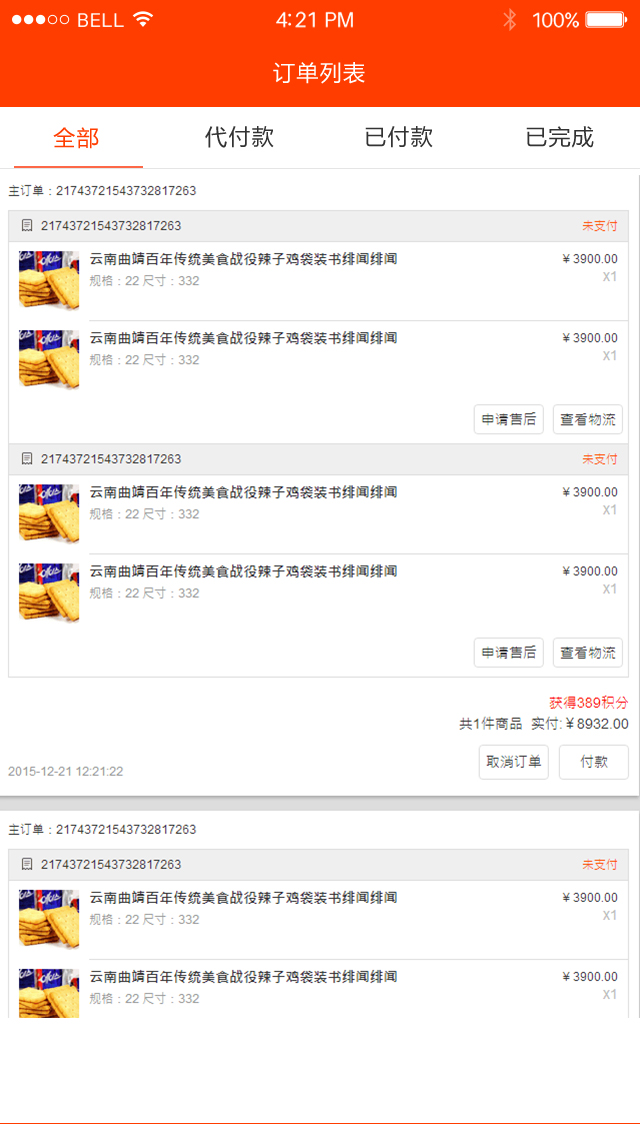 BELL 4:21 PM 100%
订单列表
全部 代付款 已付款 已完成
主订单：21743721543732817263
21743721543732817263 未支付
云南曲靖百年传统美食战役辣子鸡袋装书绯闻绯闻 ￥3900.00
规格：22 尺寸：332 X1
云南曲靖百年传统美食战役辣子鸡袋装书绯闻绯闻 ￥3900.00
规格：22 尺寸：332 X1
申请售后 查看物流
21743721543732817263 未支付
云南曲靖百年传统美食战役辣子鸡袋装书绯闻绯闻 ￥3900.00
规格：22 尺寸：332 X1
云南曲靖百年传统美食战役辣子鸡袋装书绯闻绯闻 ￥3900.00
规格：22 尺寸：332 X1
申请售后 查看物流
获得389积分
共1件商品 实付:￥8932.00
2015-12-21 12:21:22 取消订单 付款
主订单：21743721543732817263
21743721543732817263 未支付
云南曲靖百年传统美食战役辣子鸡袋装书绯闻绯闻 ￥3900.00
规格：22 尺寸：332 X1
云南曲靖百年传统美食战役辣子鸡袋装书绯闻绯闻 ￥3900.00
规格：22 尺寸：332 X1